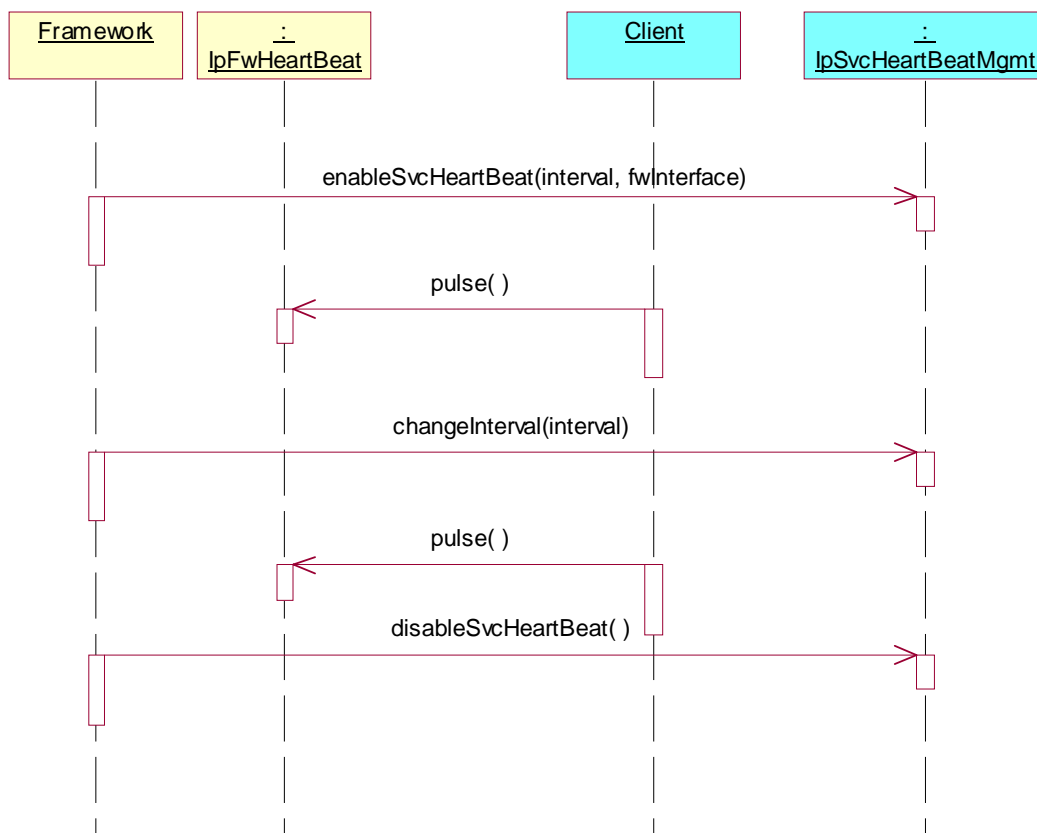 Framework
:
IpFwHeartBeat
Client
:
IpSvcHeartBeatMgmt
enableSvcHeartBeat(interval, fwInterface)
pulse( )
changeInterval(interval)
pulse( )
disableSvcHeartBeat( )